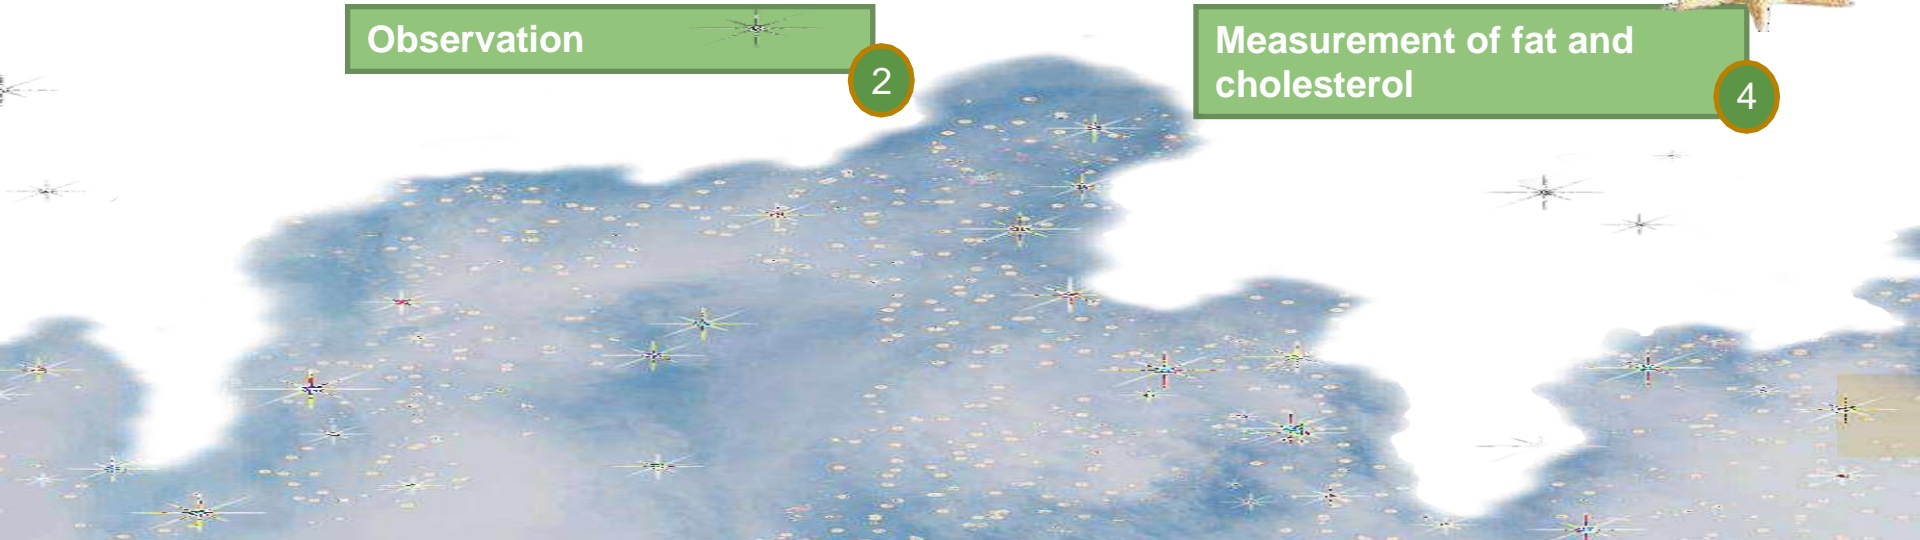 Observation
2
Measurement of fat and
cholesterol
4